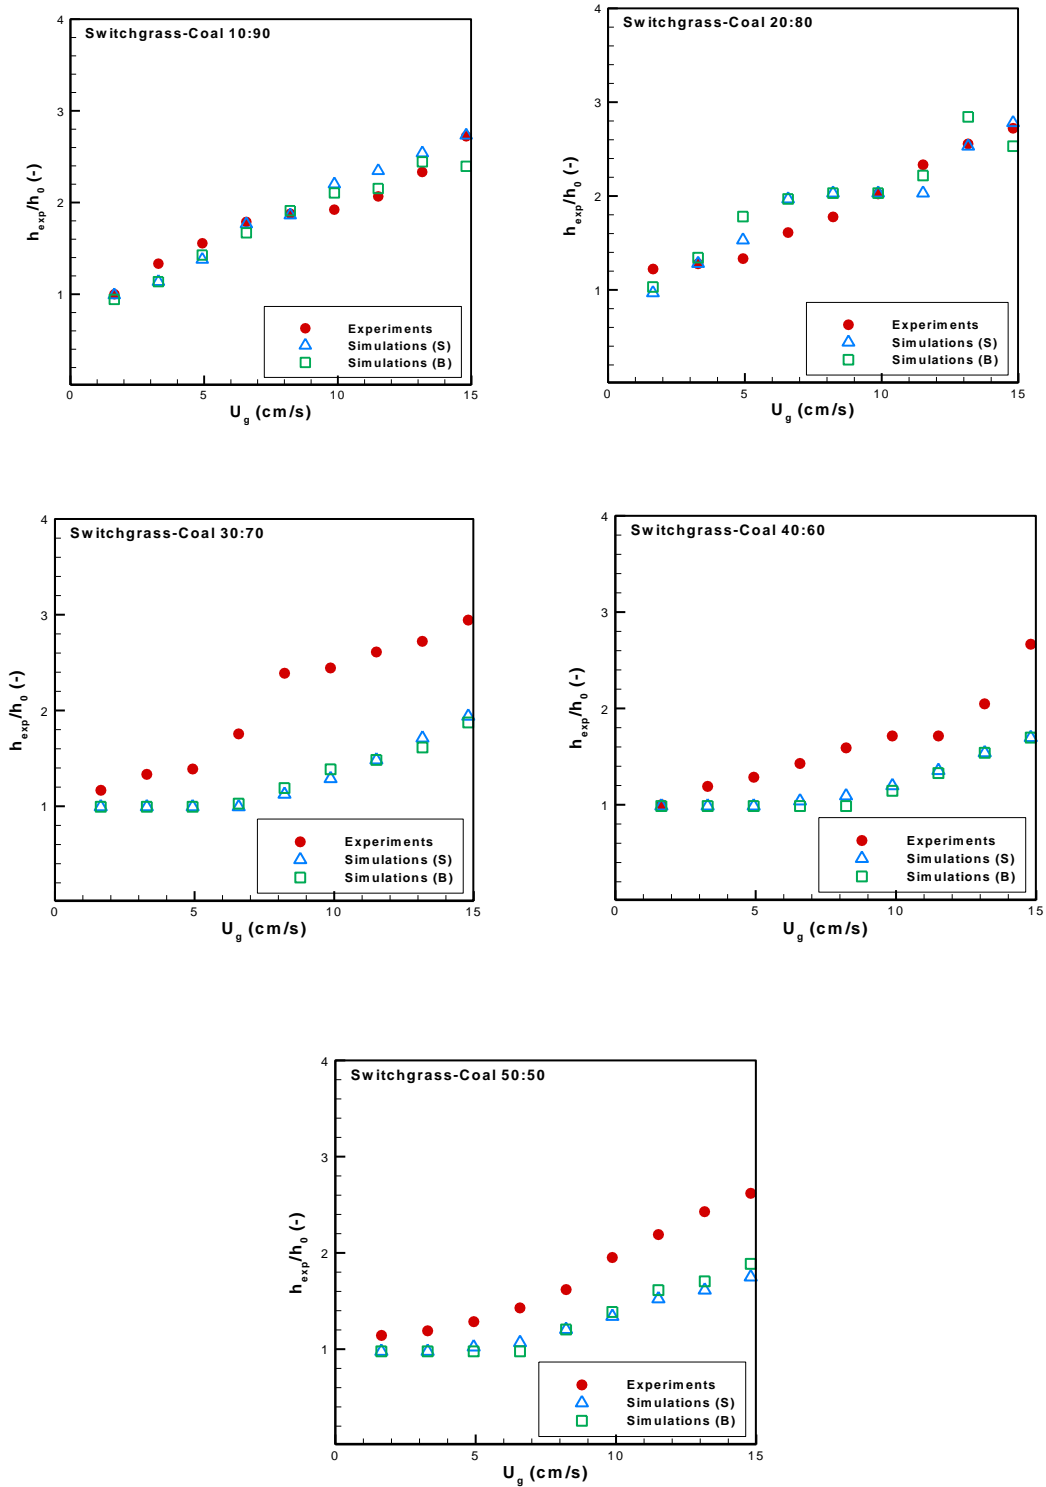 Switchgrass-Coal 10:90
4
3
2
1
h_exp/h_0 (-)
Experiments
Simulations (S)
Simulations (B)
0 5 10 15
U_g (cm/s)
Switchgrass-Coal 20:80
4
3
2
1
h_exp/h_0 (-)
Experiments
Simulations (S)
Simulations (B)
0 5 10 15
U_g (cm/s)
Switchgrass-Coal 30:70
4
3
2
1
h_exp/h_0 (-)
Experiments
Simulations (S)
Simulations (B)
0 5 10 15
U_g (cm/s)
Switchgrass-Coal 40:60
4
3
2
1
h_exp/h_0 (-)
Experiments
Simulations (S)
Simulations (B)
0 5 10 15
U_g (cm/s)
Switchgrass-Coal 50:50
4
3
2
1
h_exp/h_0 (-)
Experiments
Simulations (S)
Simulations (B)
0 5 10 15
U_g (cm/s)